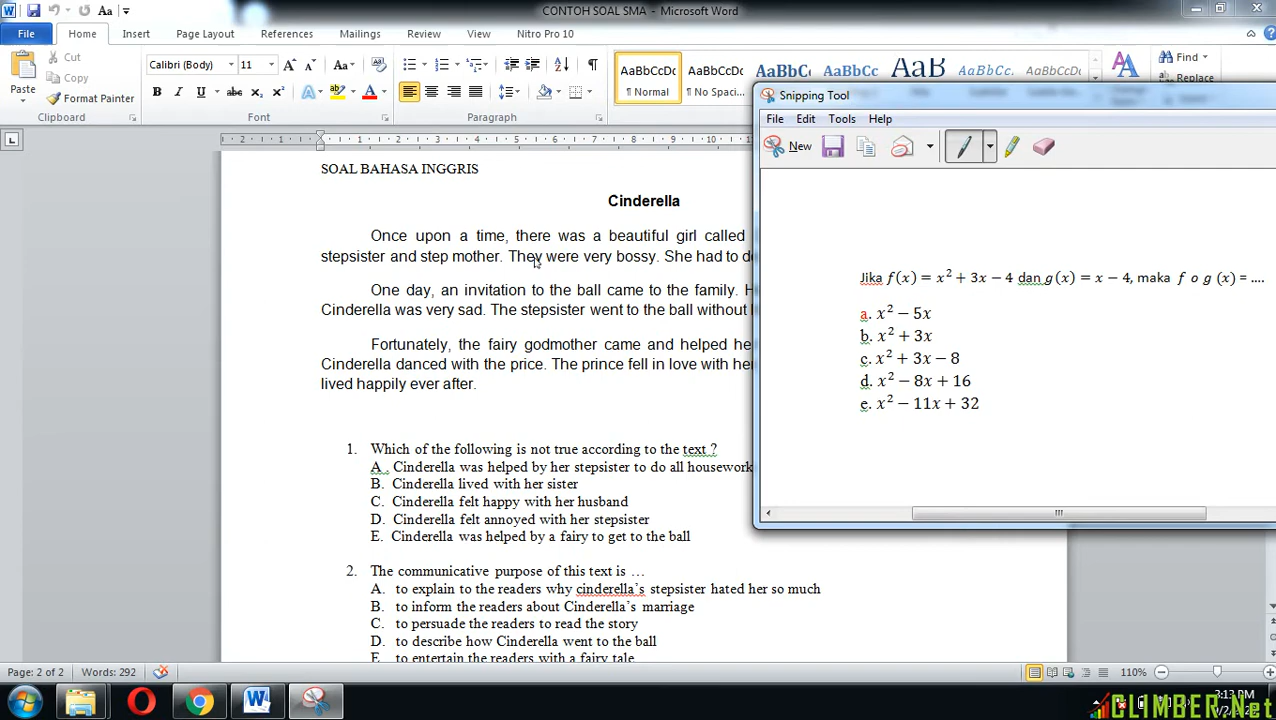 CONTOH SOAL SMA - Microsoft Word
File Home Insert Page Layout References Mailings Review View Nitro Pro 10
Cut
Copy
Paste
Format Painter
Clipboard
Calibri (Body) 11
Font
Paragraph
AaBbCcDc
¶ Normal
AaBbCcDc
¶ No Spaci...
AaBbC
AaBbCc
AaB
AaBbCc.
AaBbCcDc
Find
Replace
SOAL BAHASA INGGRIS
Cinderella
Once upon a time, there was a beautiful girl called
stepsister and step mother. They were very bossy. She had to d
One day, an invitation to the ball came to the family. H
Cinderella was very sad. The stepsister went to the ball without
Fortunately, the fairy godmother came and helped he
Cinderella danced with the price. The prince fell in love with her
lived happily ever after.
1. Which of the following is not true according to the text ?
A . Cinderella was helped by her stepsister to do all housework
B. Cinderella lived with her sister
C. Cinderella felt happy with her husband
D. Cinderella felt annoyed with her stepsister
E. Cinderella was helped by a fairy to get to the ball
2. The communicative purpose of this text is …
A. to explain to the readers why cinderella’s stepsister hated her so much
B. to inform the readers about Cinderella’s marriage
C. to persuade the readers to read the story
D. to describe how Cinderella went to the ball
E. to entertain the readers with a fairy tale
Snipping Tool
File Edit Tools Help
New
Jika f(x) = x² + 3x − 4 dan g(x) = x − 4, maka f o g (x) = ....
a. x² − 5x
b. x² + 3x
c. x² + 3x − 8
d. x² − 8x + 16
e. x² − 11x + 32
Page: 2 of 2 Words: 292
110%
3:13 PM
GLIMBER.Net